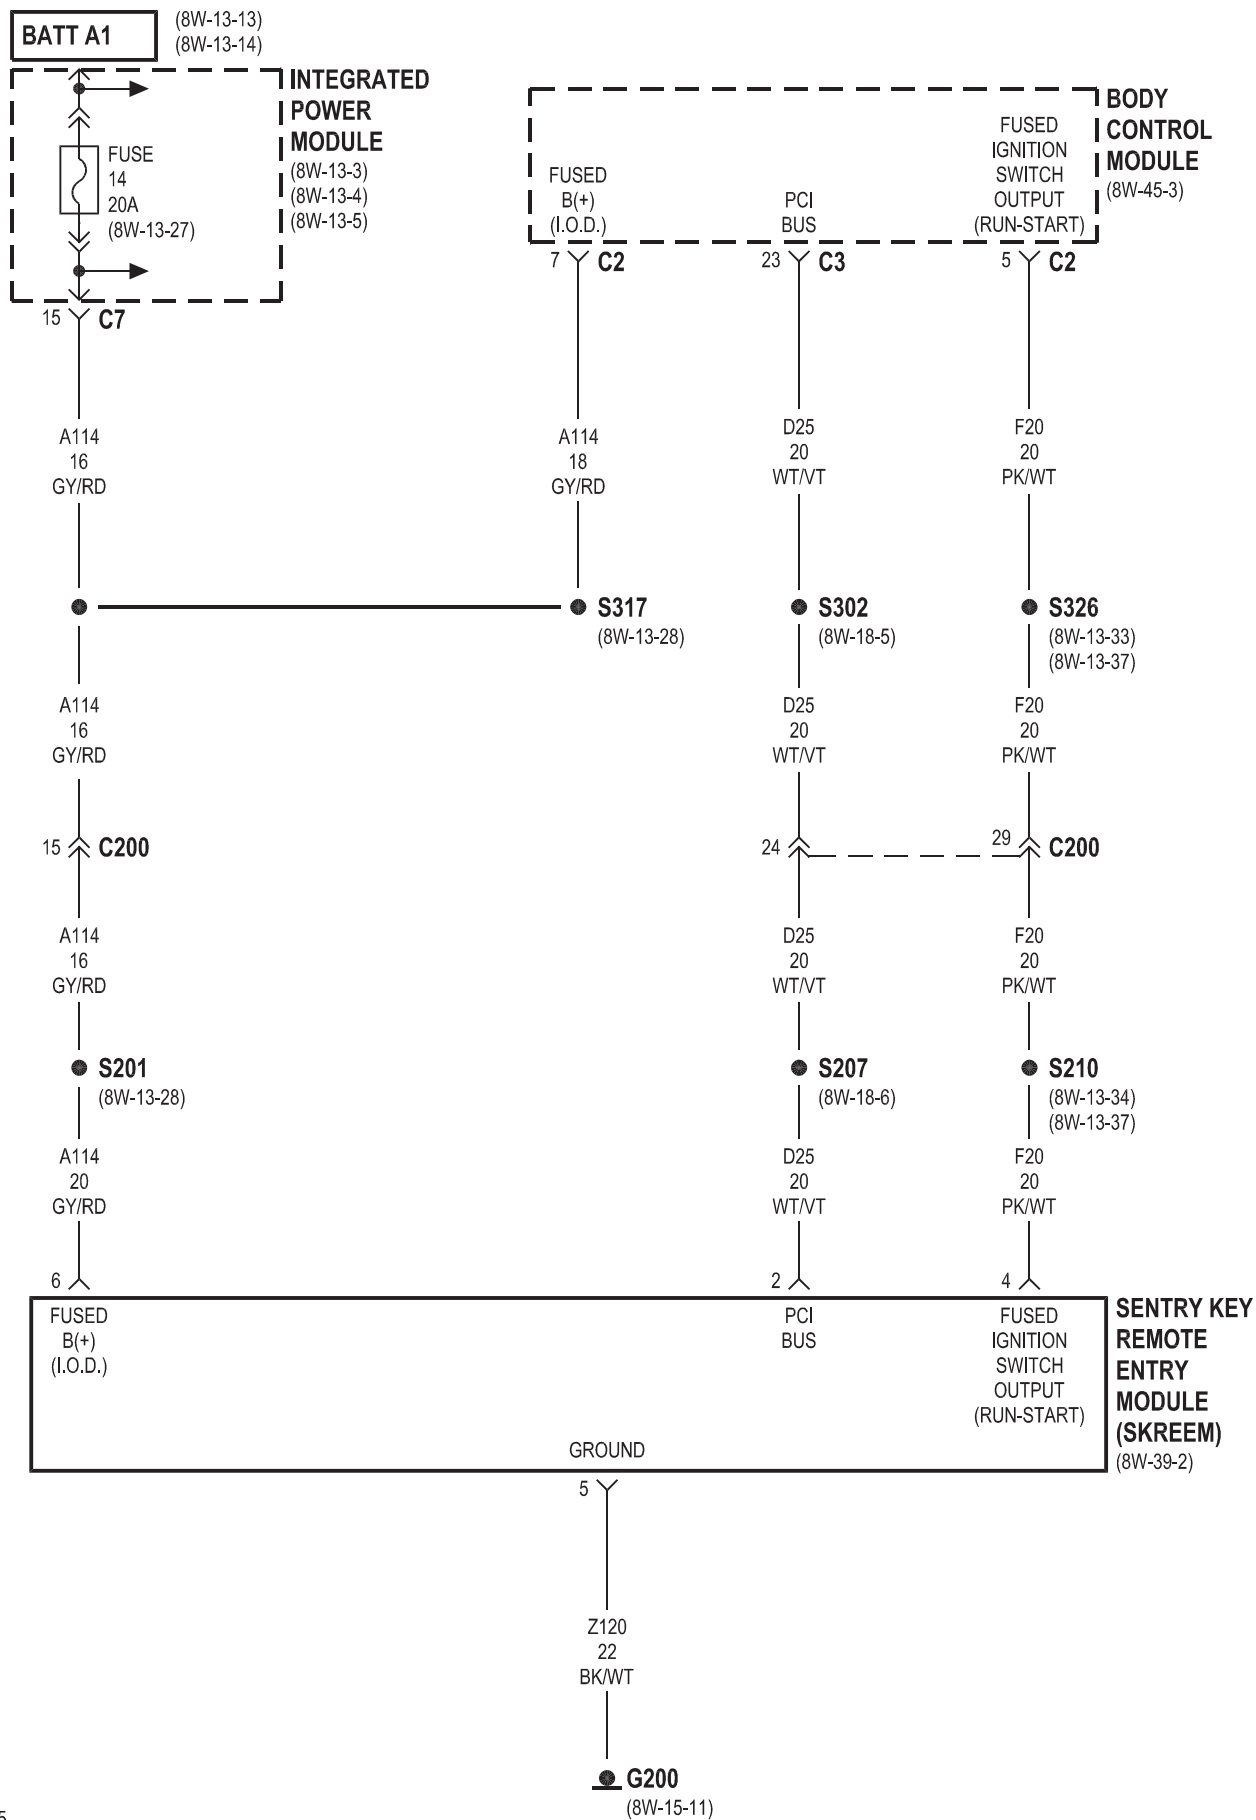 BATT A1
(8W-13-13)
(8W-13-14)
INTEGRATED
POWER
MODULE
(8W-13-3)
(8W-13-4)
(8W-13-5)
FUSE
14
20A
(8W-13-27)
15 C7
BODY
CONTROL
MODULE
(8W-45-3)
FUSED
B(+)
(I.O.D.)
PCI
BUS
FUSED
IGNITION
SWITCH
OUTPUT
(RUN-START)
7 C2
23 C3
5 C2
A114
16
GY/RD
A114
18
GY/RD
D25
20
WT/VT
F20
20
PK/WT
S317
(8W-13-28)
S302
(8W-18-5)
S326
(8W-13-33)
(8W-13-37)
A114
16
GY/RD
D25
20
WT/VT
F20
20
PK/WT
15 C200
24
29 C200
A114
16
GY/RD
D25
20
WT/VT
F20
20
PK/WT
S201
(8W-13-28)
S207
(8W-18-6)
S210
(8W-13-34)
(8W-13-37)
A114
20
GY/RD
D25
20
WT/VT
F20
20
PK/WT
6
2
4
FUSED
B(+)
(I.O.D.)
PCI
BUS
FUSED
IGNITION
SWITCH
OUTPUT
(RUN-START)
SENTRY KEY
REMOTE
ENTRY
MODULE
(SKREEM)
(8W-39-2)
GROUND
5
Z120
22
BK/WT
G200
(8W-15-11)